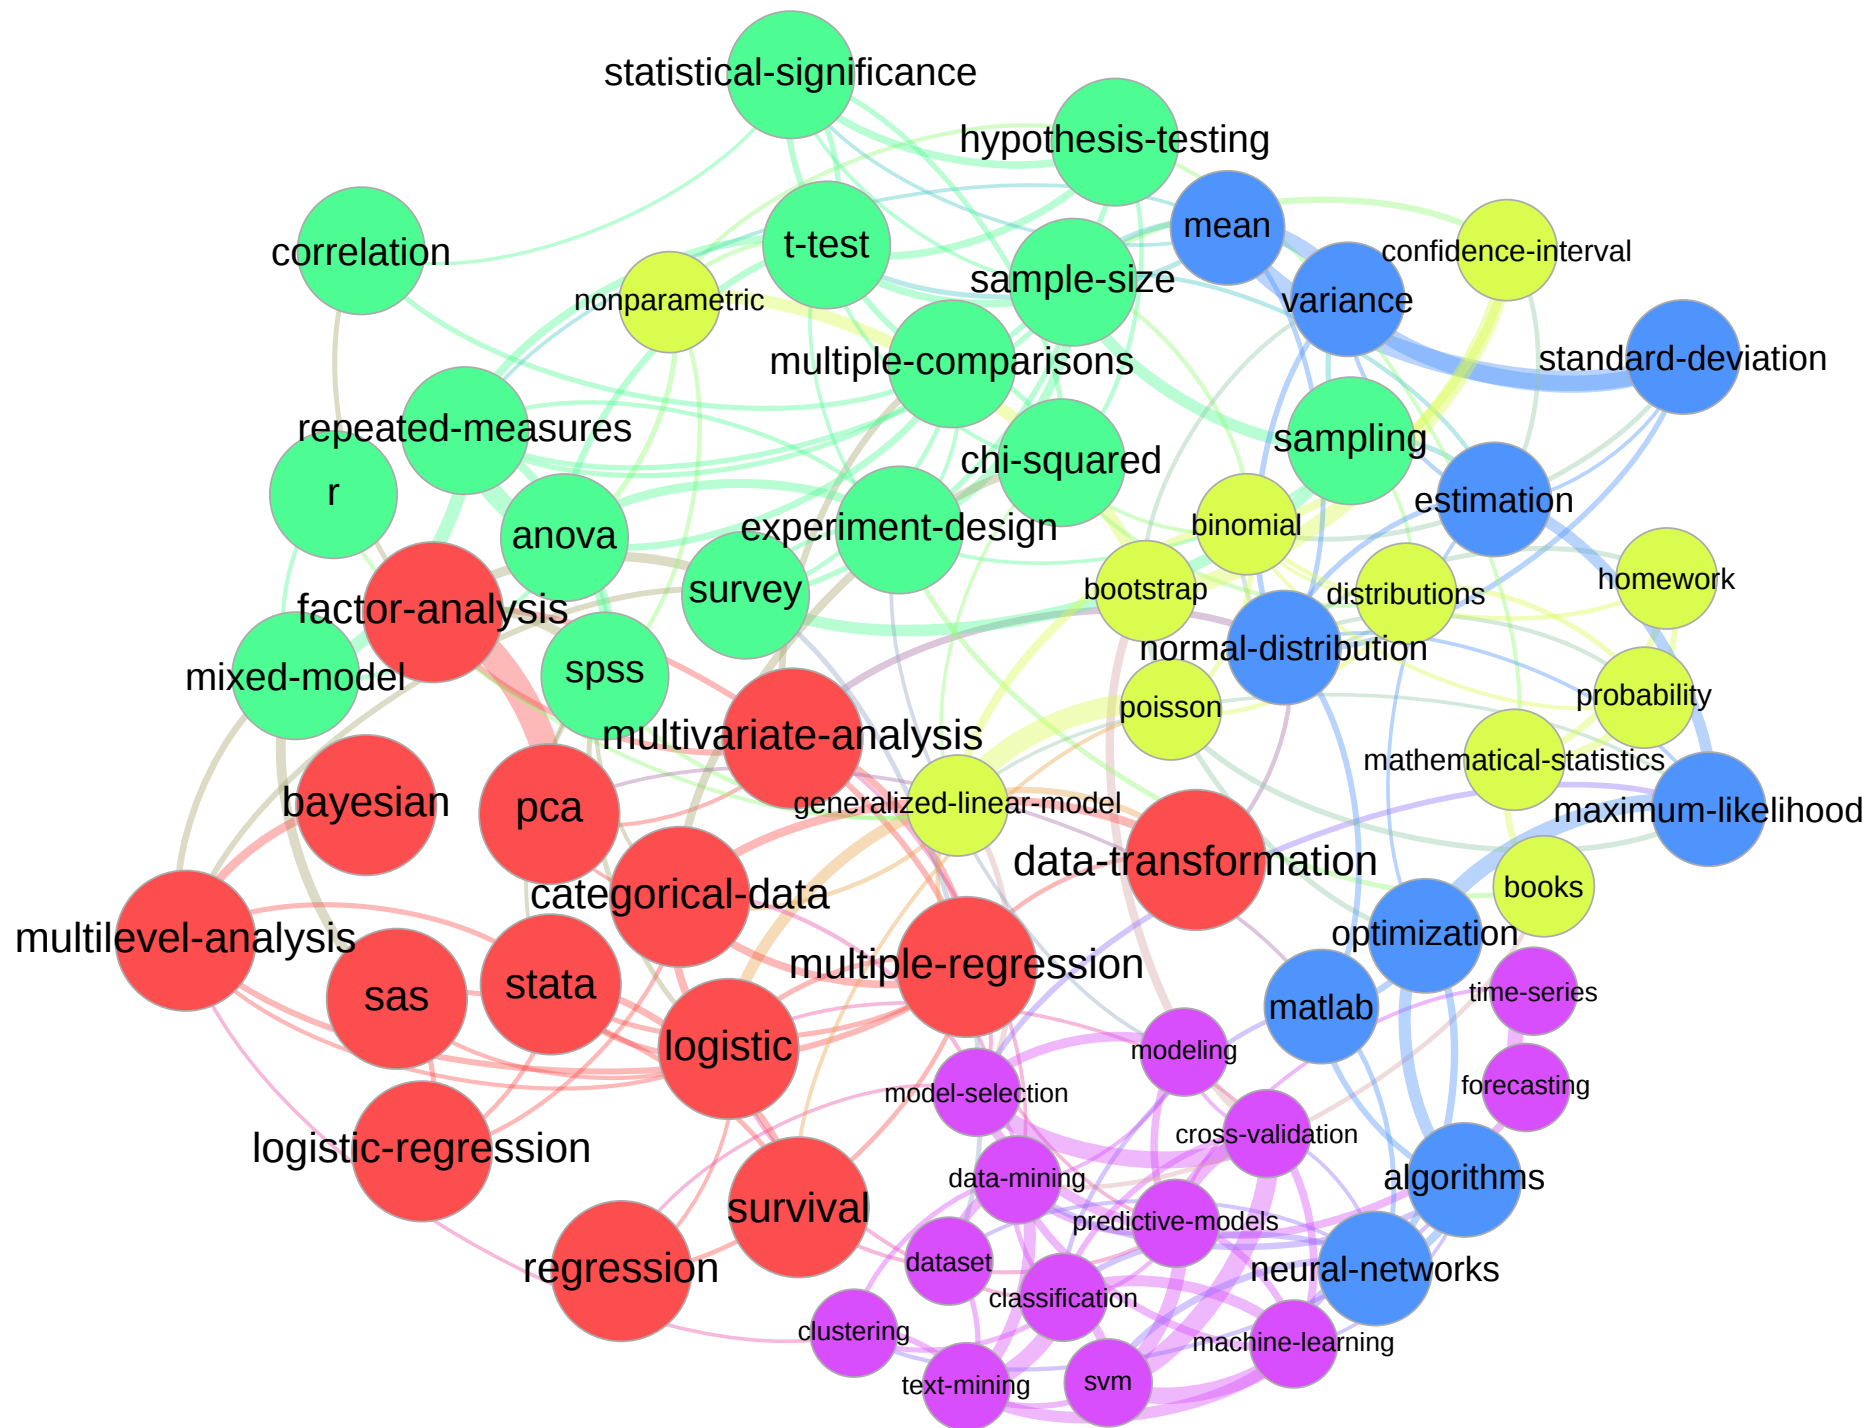 statistical-significance
hypothesis-testing
mean
correlation
t-test
confidence-interval
sample-size
nonparametric
variance
multiple-comparisons
standard-deviation
repeated-measures
sampling
chi-squared
r
estimation
binomial
experiment-design
anova
homework
bootstrap
survey
distributions
factor-analysis
normal-distribution
spss
mixed-model
probability
poisson
multivariate-analysis
mathematical-statistics
bayesian
generalized-linear-model
pca
maximum-likelihood
data-transformation
books
categorical-data
optimization
multilevel-analysis
multiple-regression
stata
time-series
sas
matlab
logistic
modeling
forecasting
model-selection
cross-validation
logistic-regression
data-mining
algorithms
survival
predictive-models
dataset
regression
neural-networks
classification
clustering
machine-learning
svm
text-mining